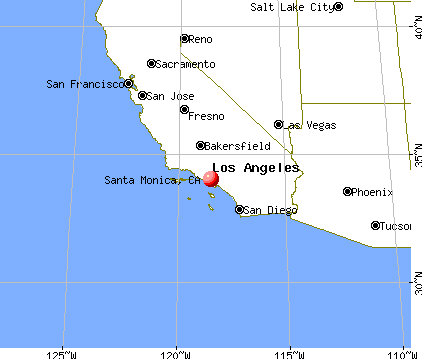 Salt Lake City
40°N
Reno
Sacramento
San Francisco
San Jose
Fresno
Las Vegas
Bakersfield
35°N
Los Angeles
Santa Monica, CA
Phoenix
San Diego
Tucson
30°N
125°W
120°W
115°W
110°W